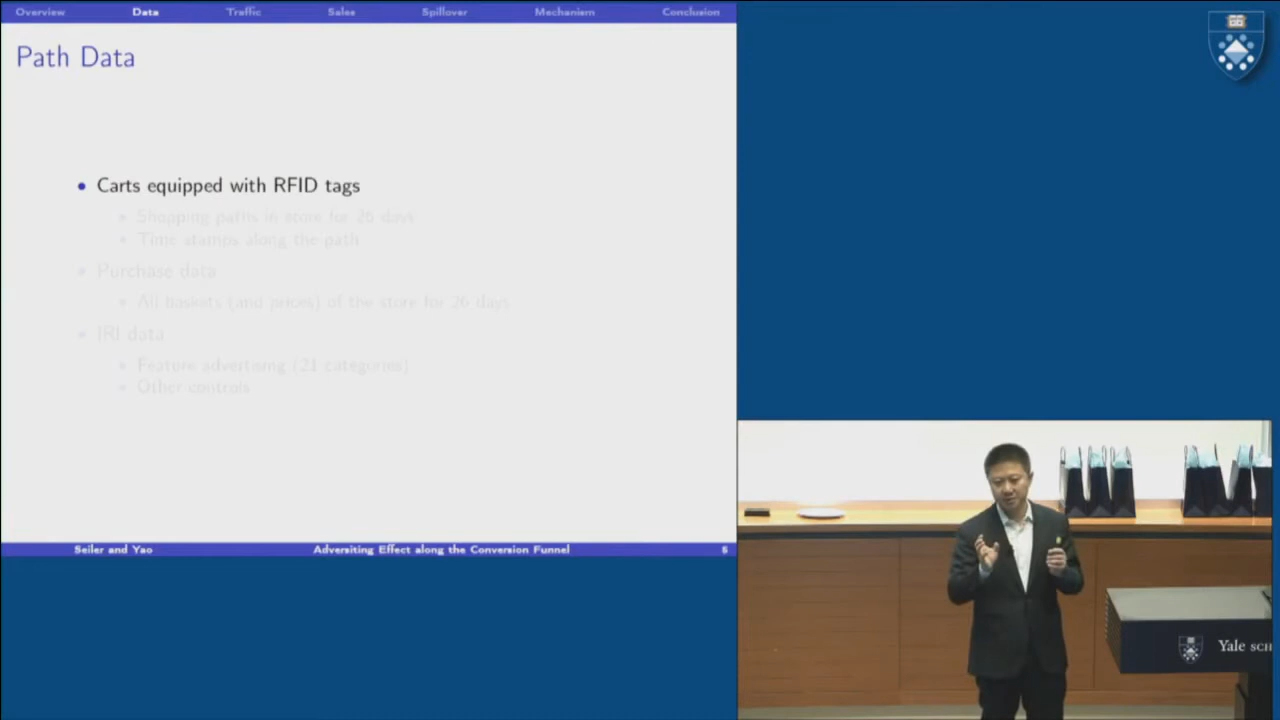 Overview Data Traffic Sales Spillover Mechanism Conclusion
Path Data
Carts equipped with RFID tags
Shopping paths in store for 26 days
Time stamps along the path
Purchase data
All baskets (and prices) of the store for 26 days
IRI data
Feature advertising (21 categories)
Other controls
Seiler and Yao Adversiting Effect along the Conversion Funnel 5
Yale SCH